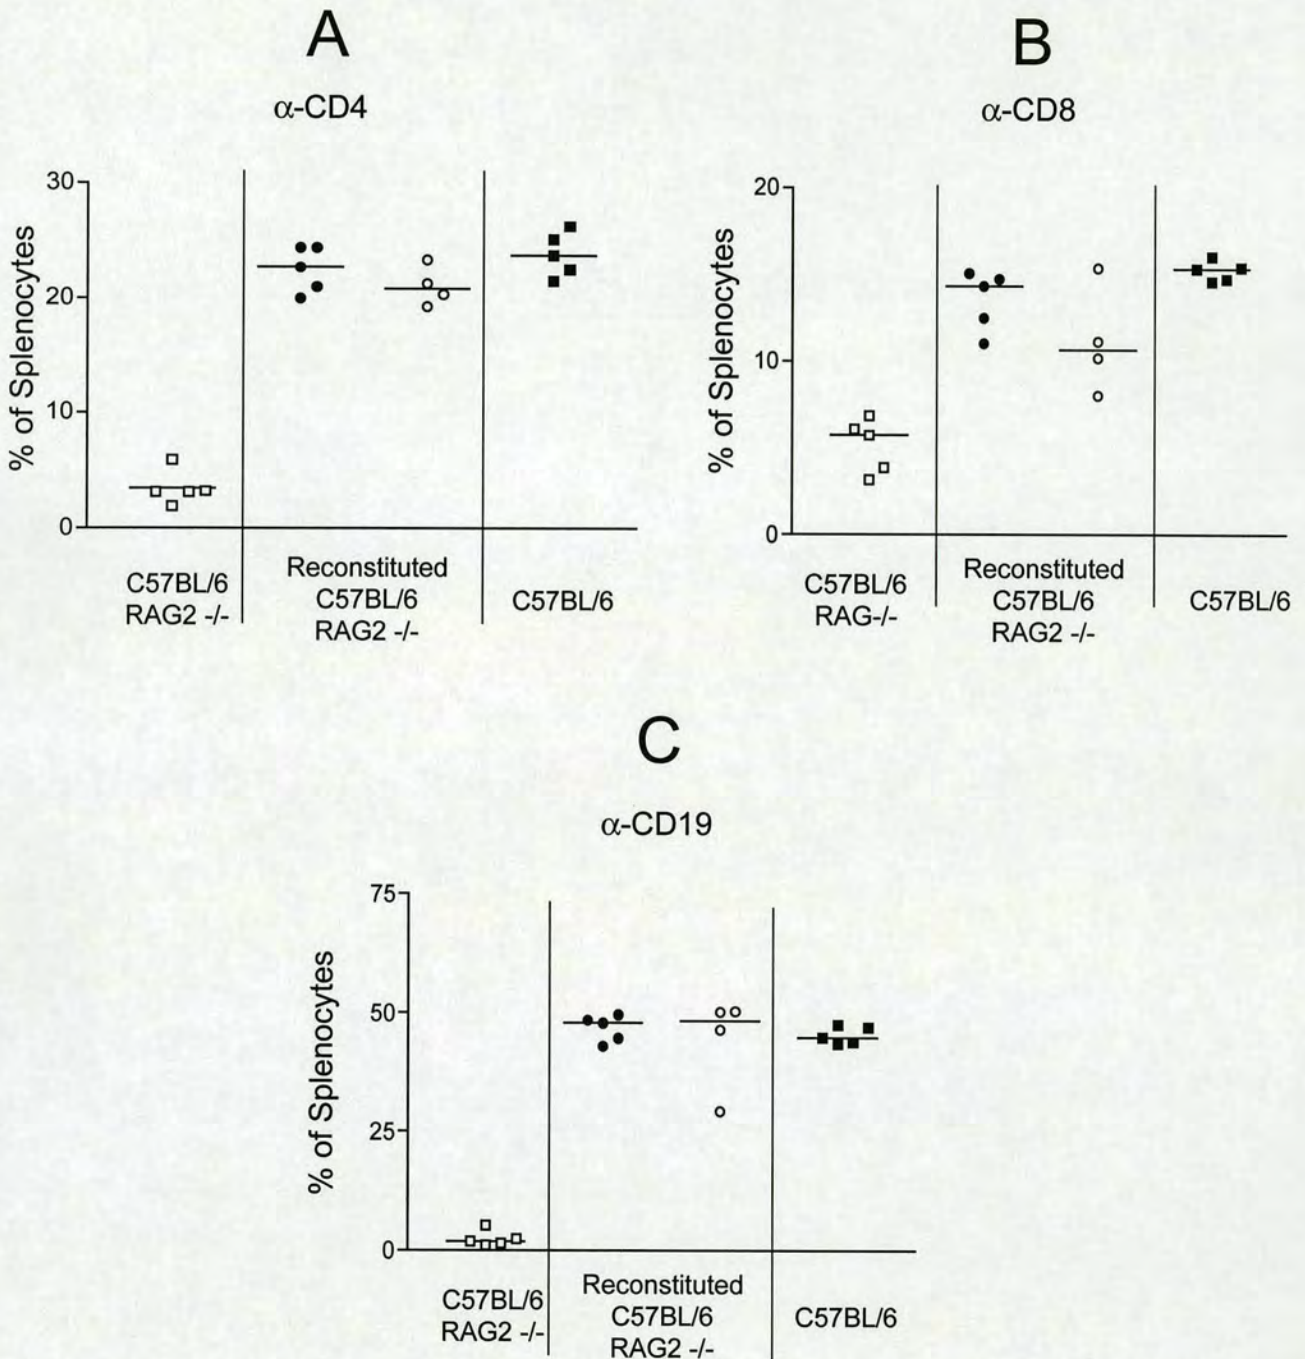 A
α-CD4
% of Splenocytes
30
20
10
0
C57BL/6
RAG2 -/-
Reconstituted
C57BL/6
RAG2 -/-
C57BL/6
B
α-CD8
% of Splenocytes
20
10
0
C57BL/6
RAG-/-
Reconstituted
C57BL/6
RAG2 -/-
C57BL/6
C
α-CD19
% of Splenocytes
75
50
25
0
C57BL/6
RAG2 -/-
Reconstituted
C57BL/6
RAG2 -/-
C57BL/6